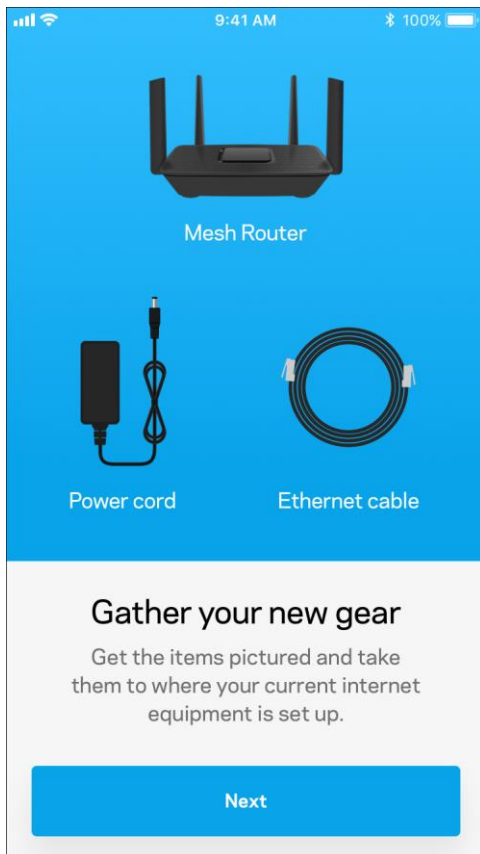 9:41 AM
100%
Mesh Router
Power cord
Ethernet cable
Gather your new gear
Get the items pictured and take
them to where your current internet
equipment is set up.
Next